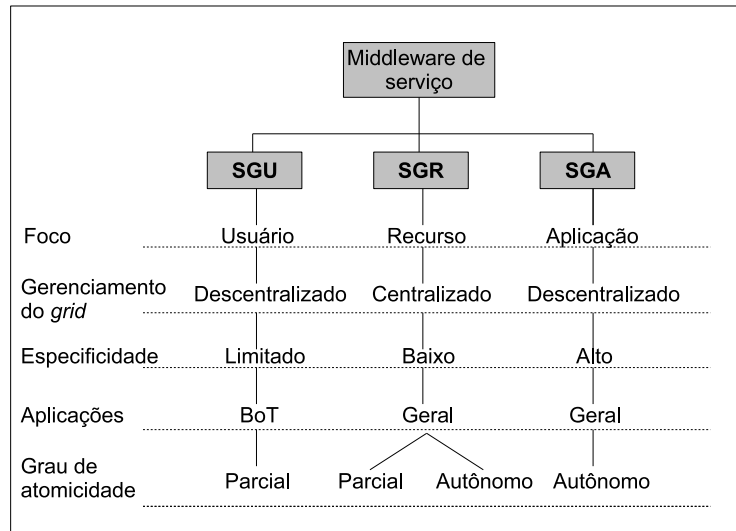 Middleware de
serviço
SGU SGR SGA
Foco Usuário Recurso Aplicação
Gerenciamento
do grid Descentralizado Centralizado Descentralizado
Especificidade Limitado Baixo Alto
Aplicações BoT Geral Geral
Grau de
atomicidade Parcial Parcial Autônomo Autônomo